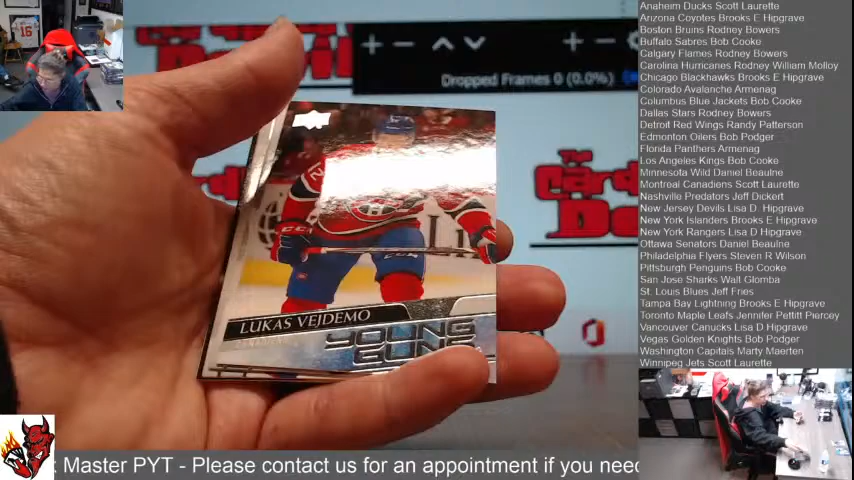 Dropped Frames 0 (0.0%)
16
The
LUKAS VEJDEMO
CANADIENS
YOUNG
GUNS
CCM
Anaheim Ducks Scott Laurette
Arizona Coyotes Brooks E Hipgrave
Boston Bruins Rodney Bowers
Buffalo Sabres Bob Cooke
Calgary Flames Rodney Bowers
Carolina Hurricanes Rodney William Molloy
Chicago Blackhawks Brooks E Hipgrave
Colorado Avalanche Armenag
Columbus Blue Jackets Bob Cooke
Dallas Stars Rodney Bowers
Detroit Red Wings Randy Patterson
Edmonton Oilers Bob Podger
Florida Panthers Armenag
Los Angeles Kings Bob Cooke
Minnesota Wild Daniel Beaulne
Montreal Canadiens Scott Laurette
Nashville Predators Jeff Dickert
New Jersey Devils Lisa D. Hipgrave
New York Islanders Brooks E Hipgrave
New York Rangers Lisa D Hipgrave
Ottawa Senators Daniel Beaulne
Philadelphia Flyers Steven R Wilson
Pittsburgh Penguins Bob Cooke
San Jose Sharks Wall Glomba
St. Louis Blues Jeff Fries
Tampa Bay Lightning Brooks E Hipgrave
Toronto Maple Leafs Jennifer Pettitt Piercey
Vancouver Canucks Lisa D Hipgrave
Vegas Golden Knights Bob Podger
Washington Capitals Marty Maerten
Winnipeg Jets Scott Laurette
Master PYT - Please contact us for an appointment if you need